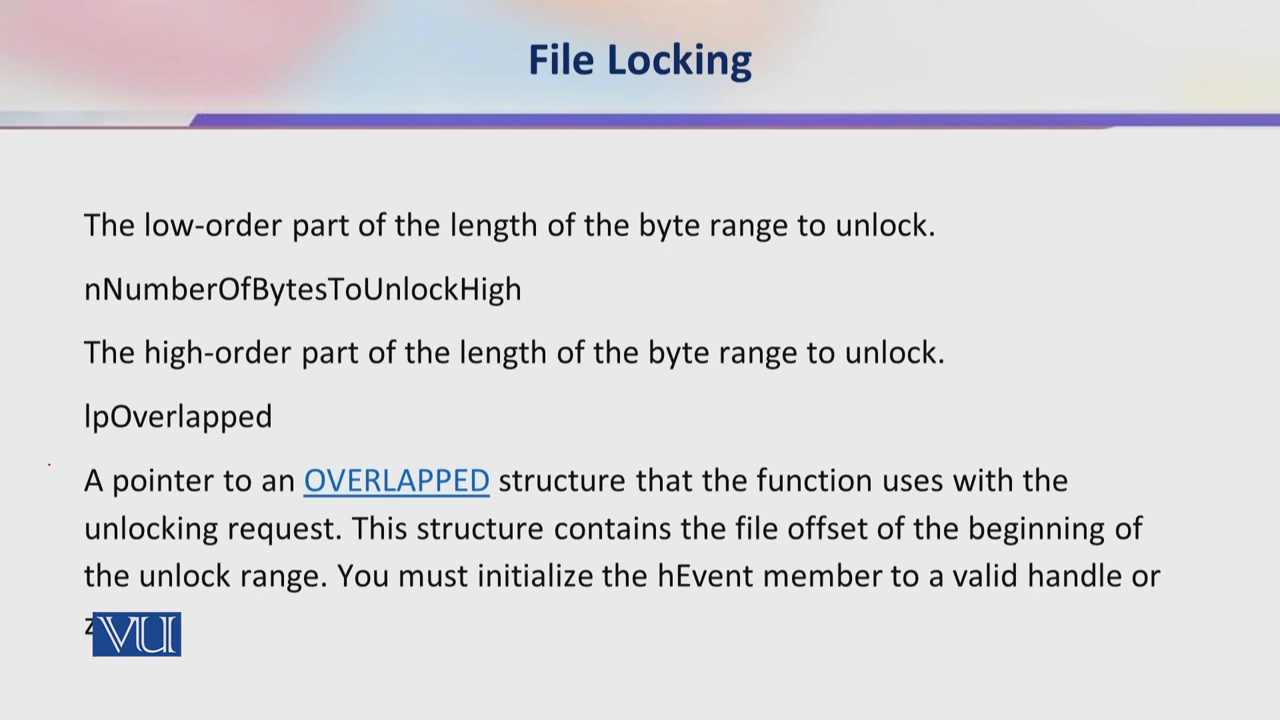 File Locking
The low-order part of the length of the byte range to unlock.
nNumberOfBytesToUnlockHigh
The high-order part of the length of the byte range to unlock.
lpOverlapped
A pointer to an OVERLAPPED structure that the function uses with the
unlocking request. This structure contains the file offset of the beginning of
the unlock range. You must initialize the hEvent member to a valid handle or
VU